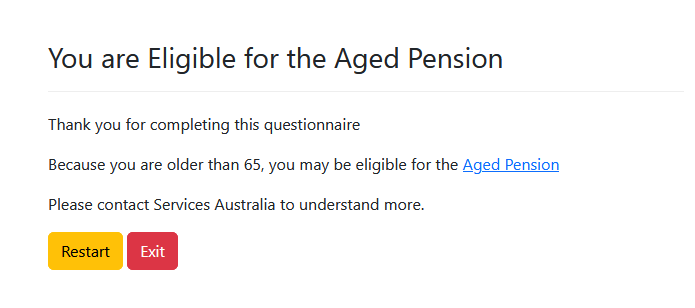 You are Eligible for the Aged Pension
Thank you for completing this questionnaire
Because you are older than 65, you may be eligible for the Aged Pension
Please contact Services Australia to understand more.
Restart Exit